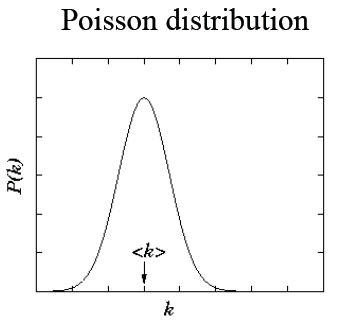 Poisson distribution
P(k)
<k>
k